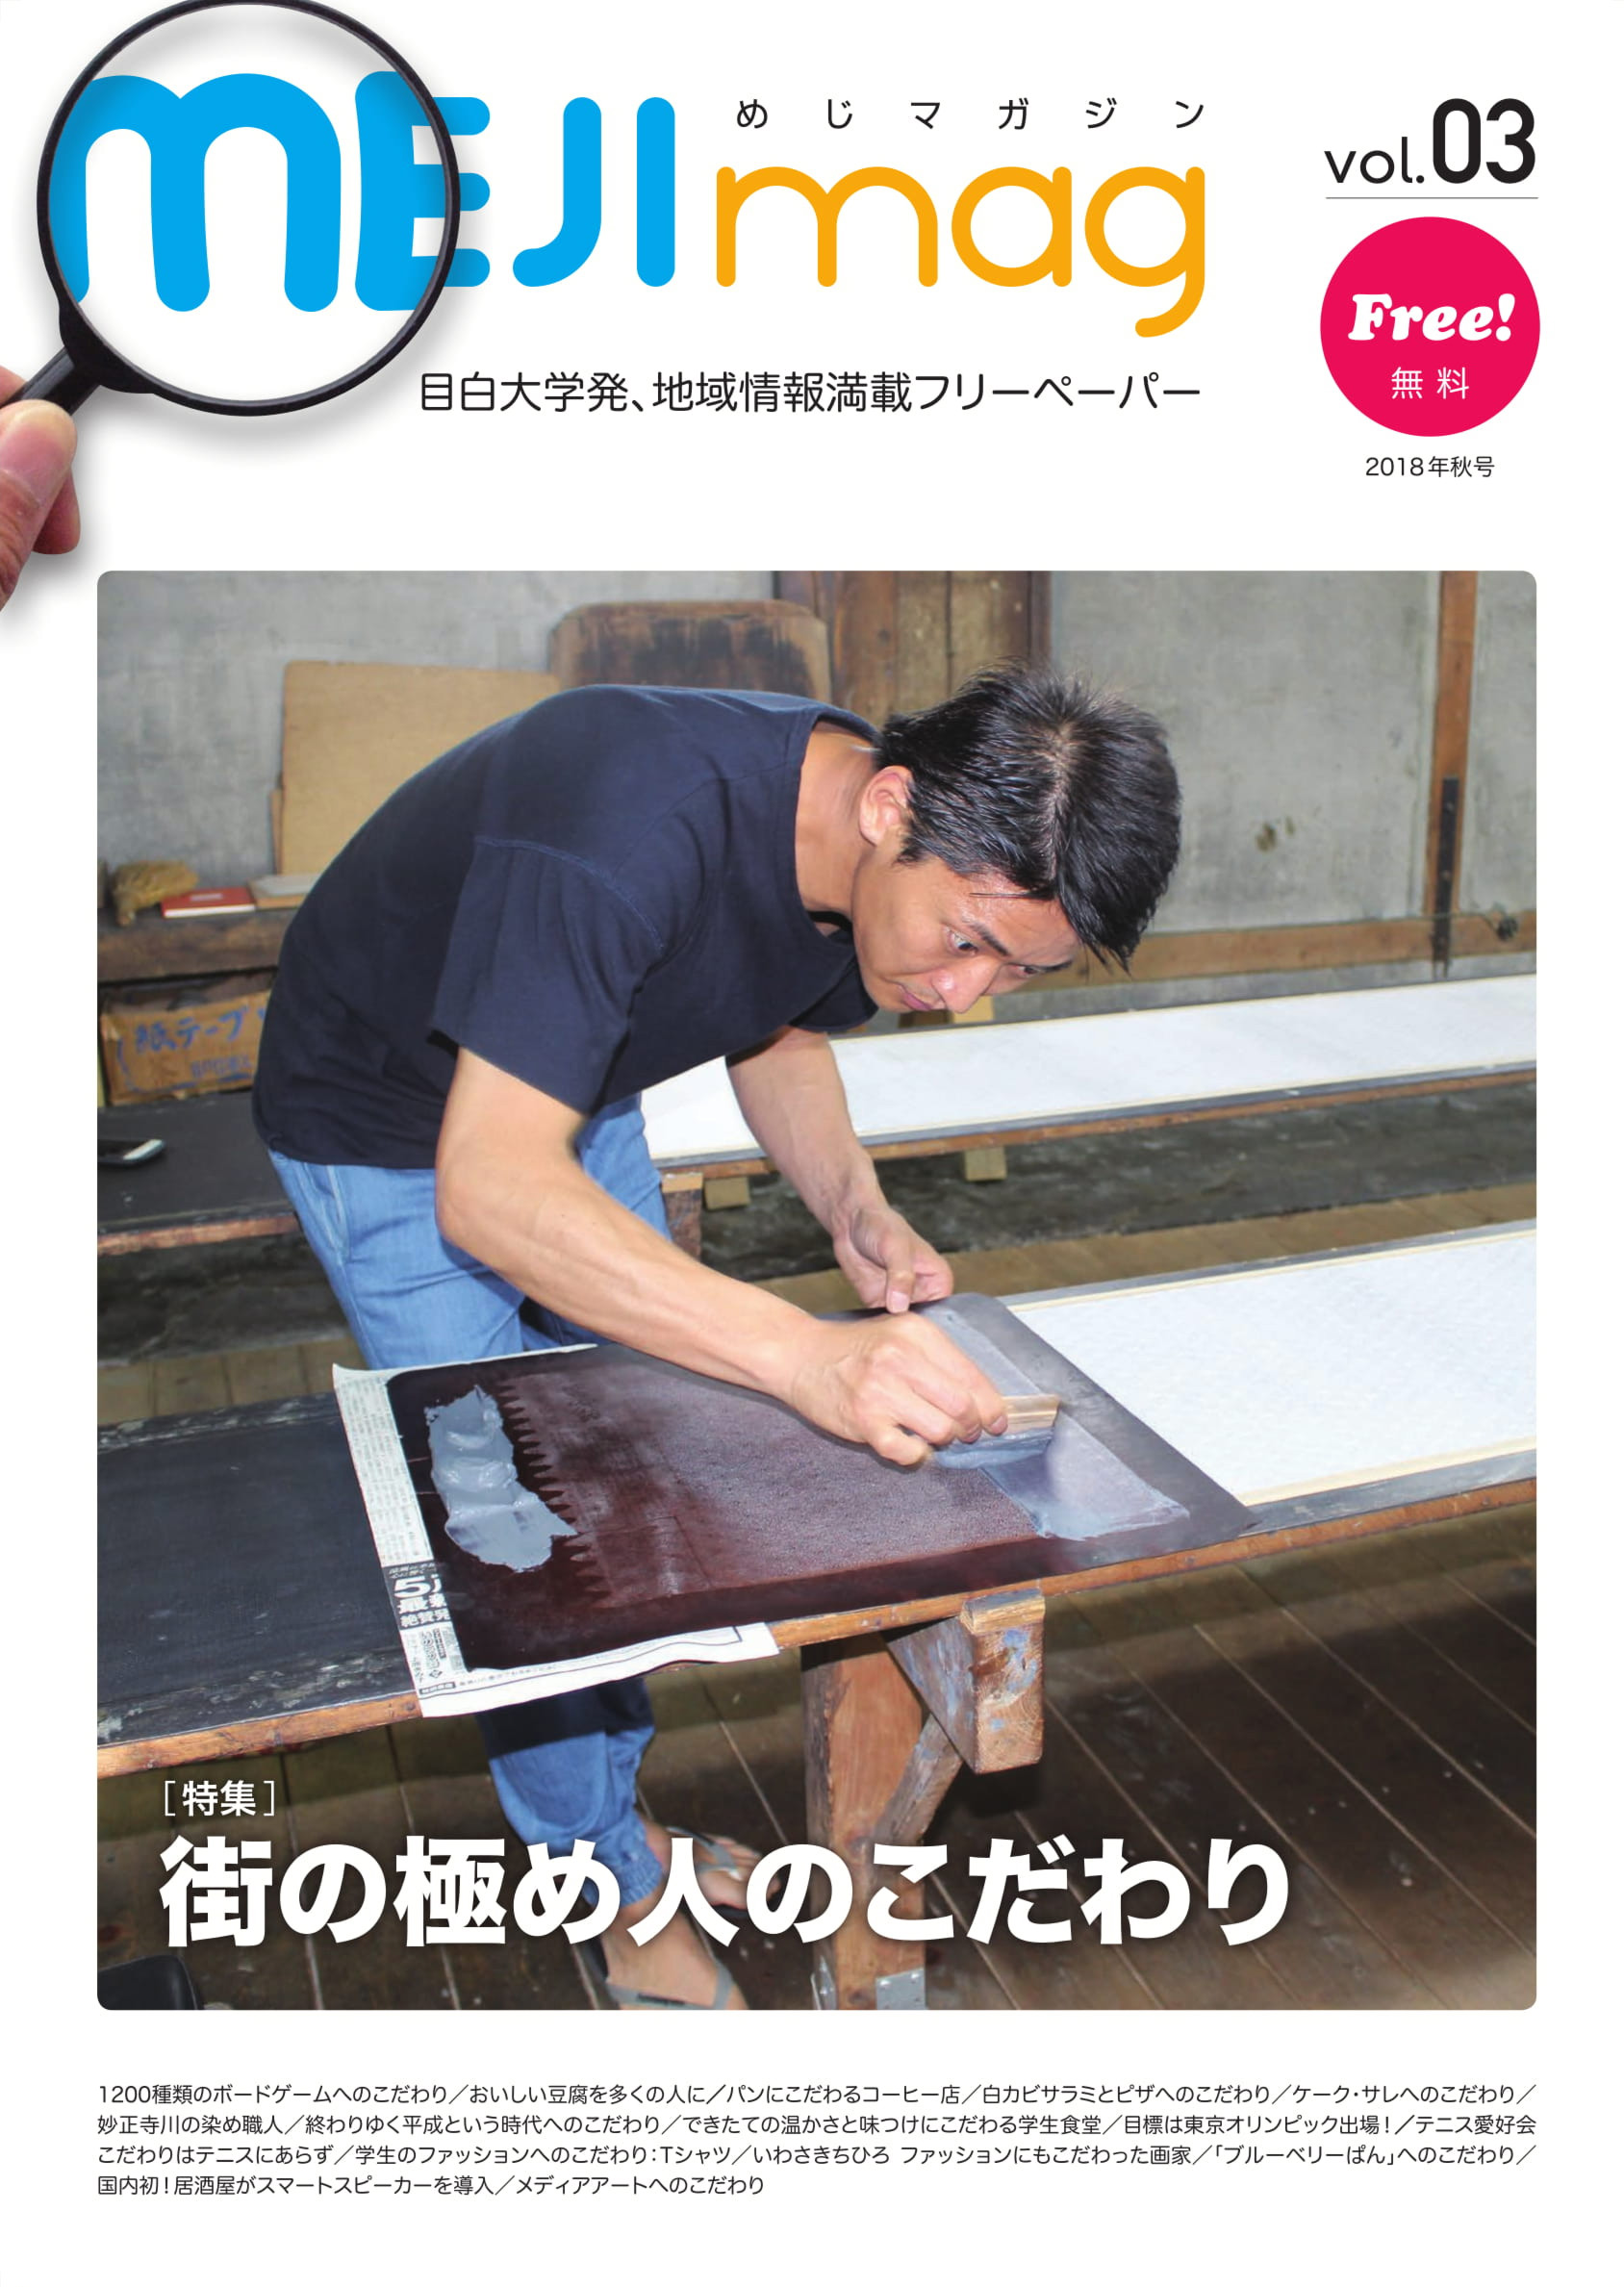 MEJI
めじマガジン
mag
vol.03
Free!
無料
目白大学発、地域情報満載フリーペーパー
2018年秋号
紙テープ
[特集]
街の極め人のこだわり
1200種類のボードゲームへのこだわり／おいしい豆腐を多くの人に／パンにこだわるコーヒー店／白カビサラミとピザへのこだわり／ケーク・サレへのこだわり／
妙正寺川の染め職人／終わりゆく平成という時代へのこだわり／できたての温かさと味つけにこだわる学生食堂／目標は東京オリンピック出場！／テニス愛好会
こだわりはテニスにあらず／学生のファッションへのこだわり：Tシャツ／いわさきちひろ ファッションにもこだわった画家／「ブルーベリーぱん」へのこだわり／
国内初！居酒屋がスマートスピーカーを導入／メディアアートへのこだわり